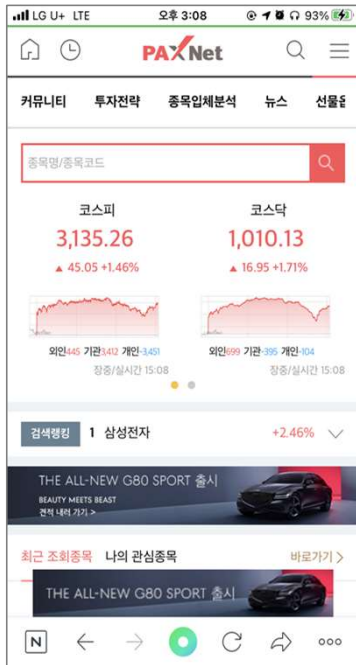 LG U+ LTE 오후 3:08 93%
PAXNet
커뮤니티 투자전략 종목입체분석 뉴스 선물옵
종목명/종목코드
코스피 코스닥
3,135.26 1,010.13
▲ 45.05 +1.46% ▲ 16.95 +1.71%
외인445 기관3,412 개인-3,451 외인699 기관-395 개인-104
장중/실시간 15:08 장중/실시간 15:08
검색랭킹 1 삼성전자 +2.46%
THE ALL-NEW G80 SPORT 출시
BEAUTY MEETS BEAST
견적 내러 가기 >
최근 조회종목 나의 관심종목 바로가기 >
THE ALL-NEW G80 SPORT 출시
N